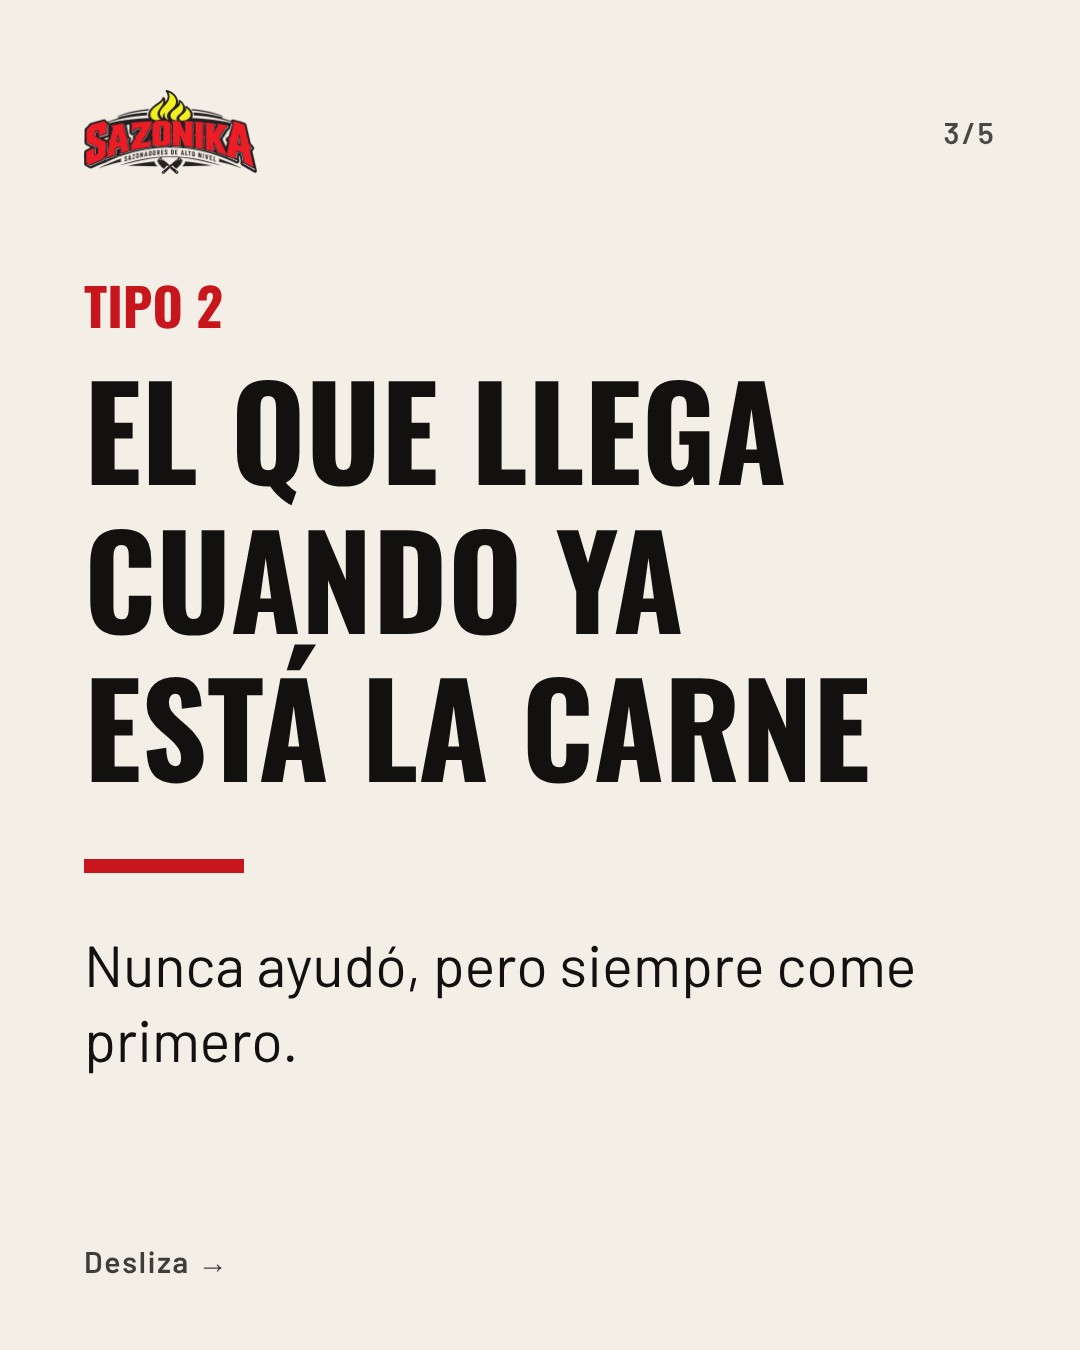 SAZONIKA
SAZONADORES DE ALTO NIVEL
3/5
TIPO 2
EL QUE LLEGA
CUANDO YA
ESTÁ LA CARNE
Nunca ayudó, pero siempre come
primero.
Desliza →